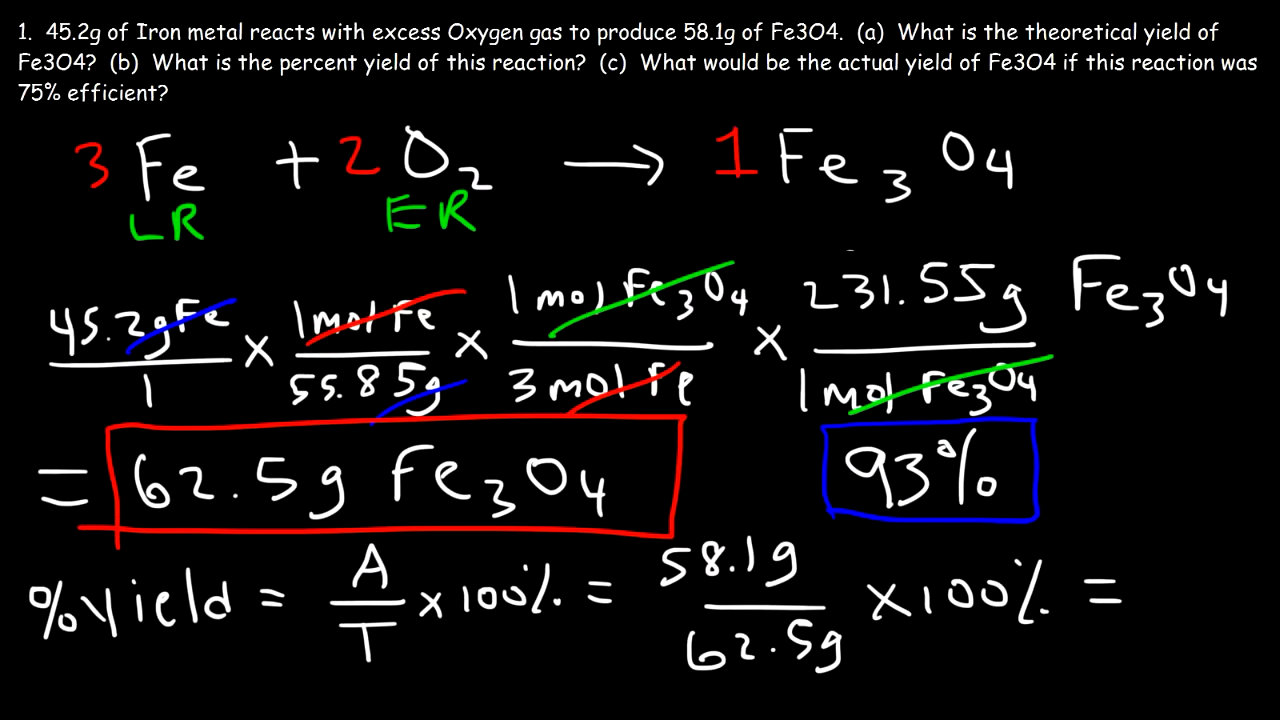 1. 45.2g of Iron metal reacts with excess Oxygen gas to produce 58.1g of Fe3O4. (a) What is the theoretical yield of
Fe3O4? (b) What is the percent yield of this reaction? (c) What would be the actual yield of Fe3O4 if this reaction was
75% efficient?
3 Fe + 2 O2 → 1 Fe3O4
LR ER
45.2g Fe / 1 × 1 mol Fe / 55.85g × 1 mol Fe3O4 / 3 mol Fe × 231.55g Fe3O4 / 1 mol Fe3O4
= 62.5g Fe3O4 93%
% Yield = A / T × 100% = 58.1g / 62.5g × 100% =